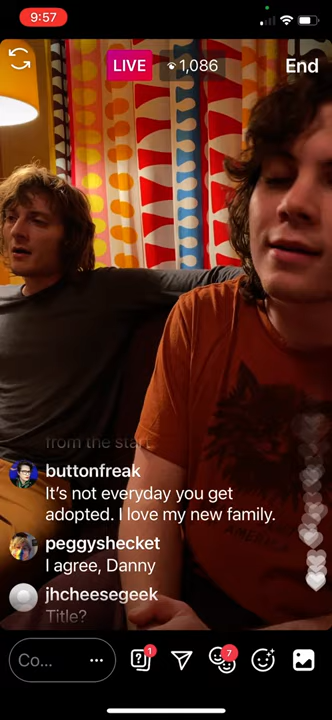 9:57
LIVE
1,086
End
from the start
buttonfreak
It's not everyday you get
adopted. I love my new family.
peggyshecket
I agree, Danny
jhcheesegeek
Title?
Co...
1
7
AMERICA